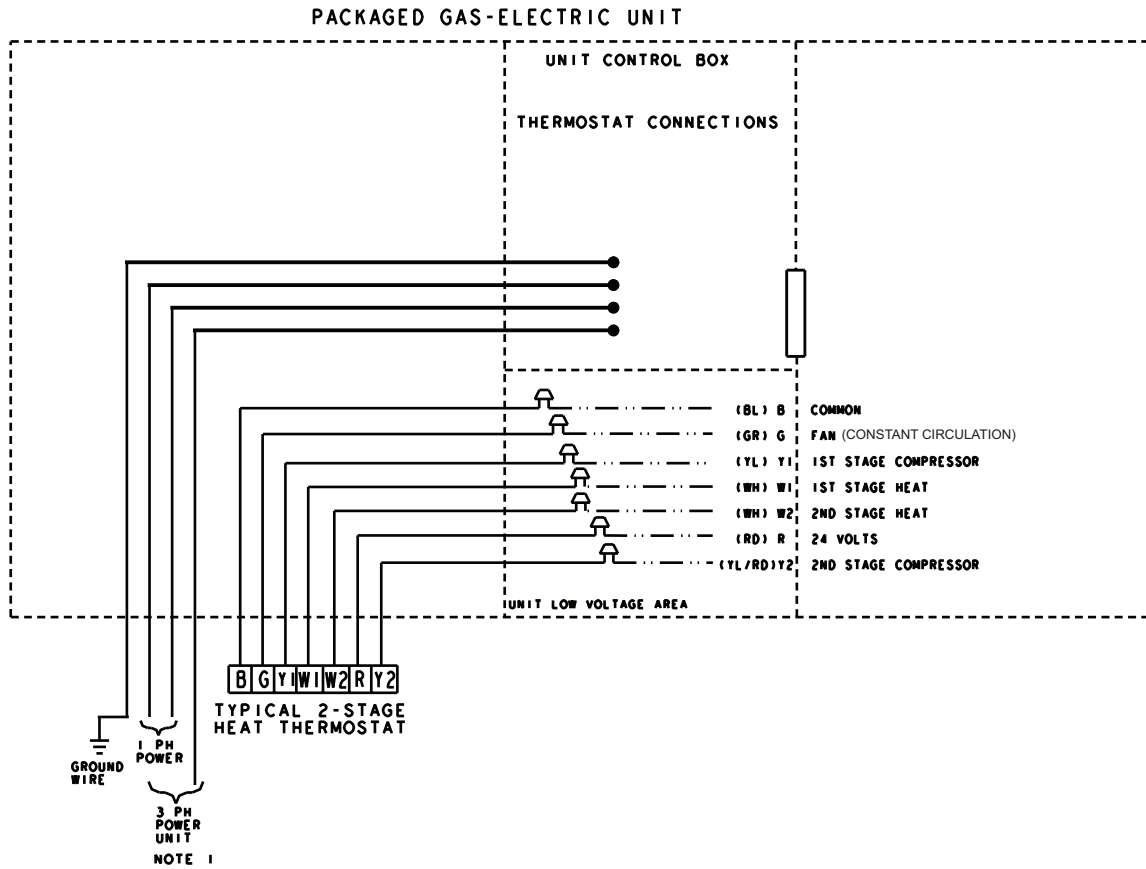 PACKAGED GAS-ELECTRIC UNIT
UNIT CONTROL BOX
THERMOSTAT CONNECTIONS
(BL) B COMMON
(GR) G FAN (CONSTANT CIRCULATION)
(YL) Y1 1ST STAGE COMPRESSOR
(WH) W1 1ST STAGE HEAT
(WH) W2 2ND STAGE HEAT
(RD) R 24 VOLTS
(YL/RD)Y2 2ND STAGE COMPRESSOR
UNIT LOW VOLTAGE AREA
B G Y1 W1 W2 R Y2
TYPICAL 2-STAGE
HEAT THERMOSTAT
GROUND
WIRE
1 PH
POWER
3 PH
POWER
UNIT
NOTE 1